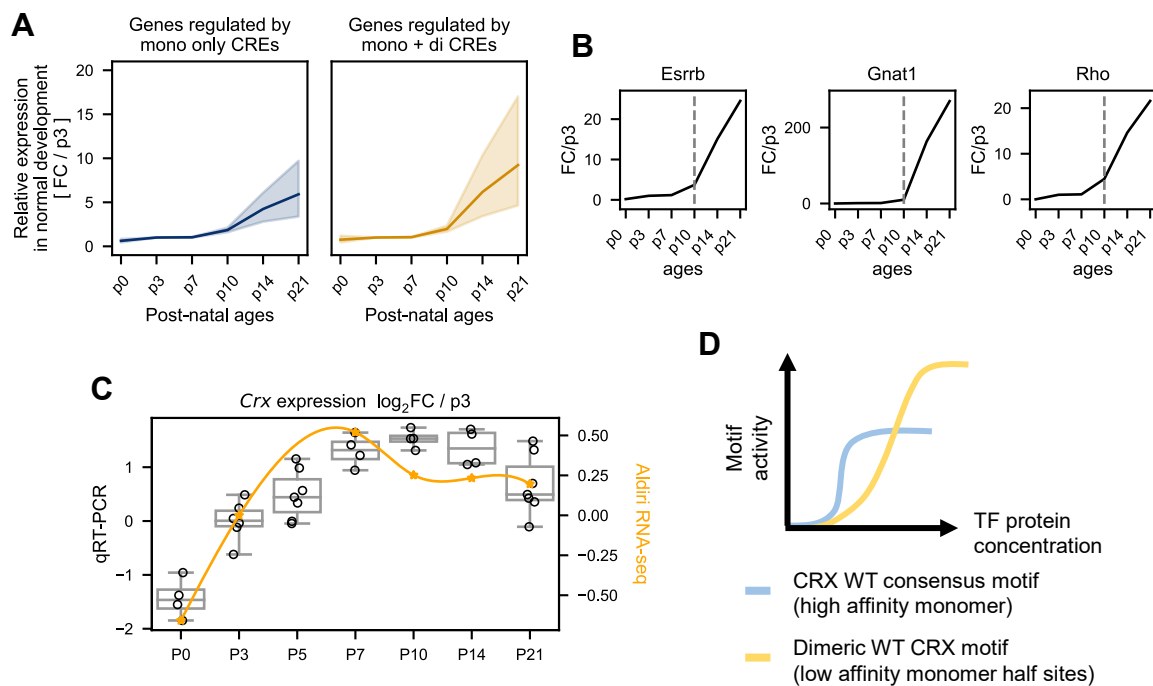 A
Genes regulated by
mono only CREs
Genes regulated by
mono + di CREs
Relative expression
in normal development
[ FC / p3 ]
20
15
10
5
0
p0
p3
p7
p10
p14
p21
Post-natal ages
p0
p3
p7
p10
p14
p21
Post-natal ages
B
Esrrb
FC/p3
20
10
0
p0
p3
p7
p10
p14
p21
ages
Gnat1
FC/p3
200
0
p0
p3
p7
p10
p14
p21
ages
Rho
FC/p3
20
10
0
p0
p3
p7
p10
p14
p21
ages
C
Crx expression log₂FC / p3
qRT-PCR
1
0
−1
−2
P0
P3
P5
P7
P10
P14
P21
0.50
0.25
0.00
−0.25
−0.50
Aldiri RNA-seq
D
Motif
activity
TF protein
concentration
CRX WT consensus motif
(high affinity monomer)
Dimeric WT CRX motif
(low affinity monomer half sites)